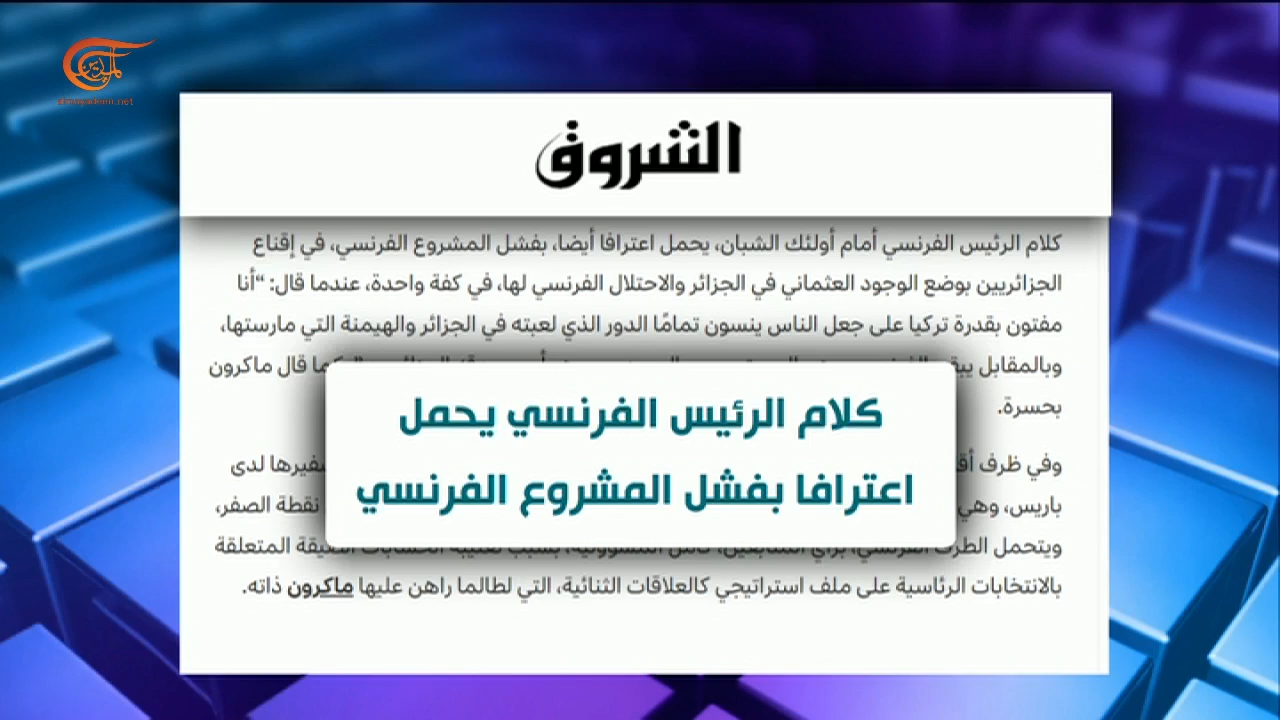 الميادين
almayadeen.net
الشروق
كلام الرئيس الفرنسي أمام أولئك الشبان، يحمل اعترافا أيضا، بفشل المشروع الفرنسي، في إقناع
الجزائريين بوضع الوجود العثماني في الجزائر والاحتلال الفرنسي لها، في كفة واحدة، عندما قال: “أنا
مفتون بقدرة تركيا على جعل الناس ينسون تمامًا الدور الذي لعبته في الجزائر والهيمنة التي مارستها،
وبالمقابل قال ماكرون
بحسرة.
كلام الرئيس الفرنسي يحمل
اعترافا بفشل المشروع الفرنسي
وفي ظرف لدى
باريس، وهي نقطة الصفر،
ويتحمل الطرف المتعلقة
بالانتخابات الرئاسية على ملف استراتيجي كالعلاقات الثنائية، التي لطالما راهن عليها ماكرون ذاته.